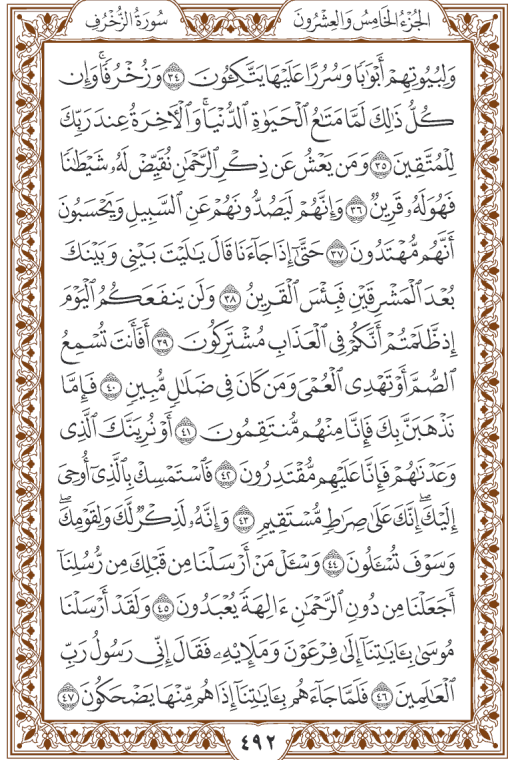 سُورَةُ الزُّخْرُفِ
الجُزْءُ الخَامِسُ وَالعِشْرُونَ
وَلِبُيُوتِهِمْ أَبْوَٰبًا وَسُرُرًا عَلَيْهَا يَتَّكِـُٔونَ ٣٤ وَزُخْرُفًا ۚ وَإِن
كُلُّ ذَٰلِكَ لَمَّا مَتَٰعُ ٱلْحَيَوٰةِ ٱلدُّنْيَا ۚ وَٱلْـَٔاخِرَةُ عِندَ رَبِّكَ
لِلْمُتَّقِينَ ٣٥ وَمَن يَعْشُ عَن ذِكْرِ ٱلرَّحْمَٰنِ نُقَيِّضْ لَهُۥ شَيْطَٰنًا
فَهُوَ لَهُۥ قَرِينٌ ٣٦ وَإِنَّهُمْ لَيَصُدُّونَهُمْ عَنِ ٱلسَّبِيلِ وَيَحْسَبُونَ
أَنَّهُم مُّهْتَدُونَ ٣٧ حَتَّىٰٓ إِذَا جَآءَنَا قَالَ يَٰلَيْتَ بَيْنِى وَبَيْنَكَ
بُعْدَ ٱلْمَشْرِقَيْنِ فَبِئْسَ ٱلْقَرِينُ ٣٨ وَلَن يَنفَعَكُمُ ٱلْيَوْمَ
إِذ ظَّلَمْتُمْ أَنَّكُمْ فِى ٱلْعَذَابِ مُشْتَرِكُونَ ٣٩ أَفَأَنتَ تُسْمِعُ
ٱلصُّمَّ أَوْ تَهْدِى ٱلْعُمْىَ وَمَن كَانَ فِى ضَلَٰلٍ مُّبِينٍ ٤٠ فَإِمَّا
نَذْهَبَنَّ بِكَ فَإِنَّا مِنْهُم مُّنتَقِمُونَ ٤١ أَوْ نُرِيَنَّكَ ٱلَّذِى
وَعَدْنَٰهُمْ فَإِنَّا عَلَيْهِم مُّقْتَدِرُونَ ٤٢ فَٱسْتَمْسِكْ بِٱلَّذِىٓ أُوحِىَ
إِلَيْكَ ۖ إِنَّكَ عَلَىٰ صِرَٰطٍ مُّسْتَقِيمٍ ٤٣ وَإِنَّهُۥ لَذِكْرٌ لَّكَ وَلِقَوْمِكَ ۖ
وَسَوْفَ تُسْـَٔلُونَ ٤٤ وَسْـَٔلْ مَنْ أَرْسَلْنَا مِن قَبْلِكَ مِن رُّسُلِنَآ
أَجَعَلْنَا مِن دُونِ ٱلرَّحْمَٰنِ ءَالِهَةً يُعْبَدُونَ ٤٥ وَلَقَدْ أَرْسَلْنَا
مُوسَىٰ بِـَٔايَٰتِنَآ إِلَىٰ فِرْعَوْنَ وَمَلَإِي۟هِۦ فَقَالَ إِنِّى رَسُولُ رَبِّ
ٱلْعَٰلَمِينَ ٤٦ فَلَمَّا جَآءَهُم بِـَٔايَٰتِنَآ إِذَا هُم مِّنْهَا يَضْحَكُونَ ٤٧
٤٩٢